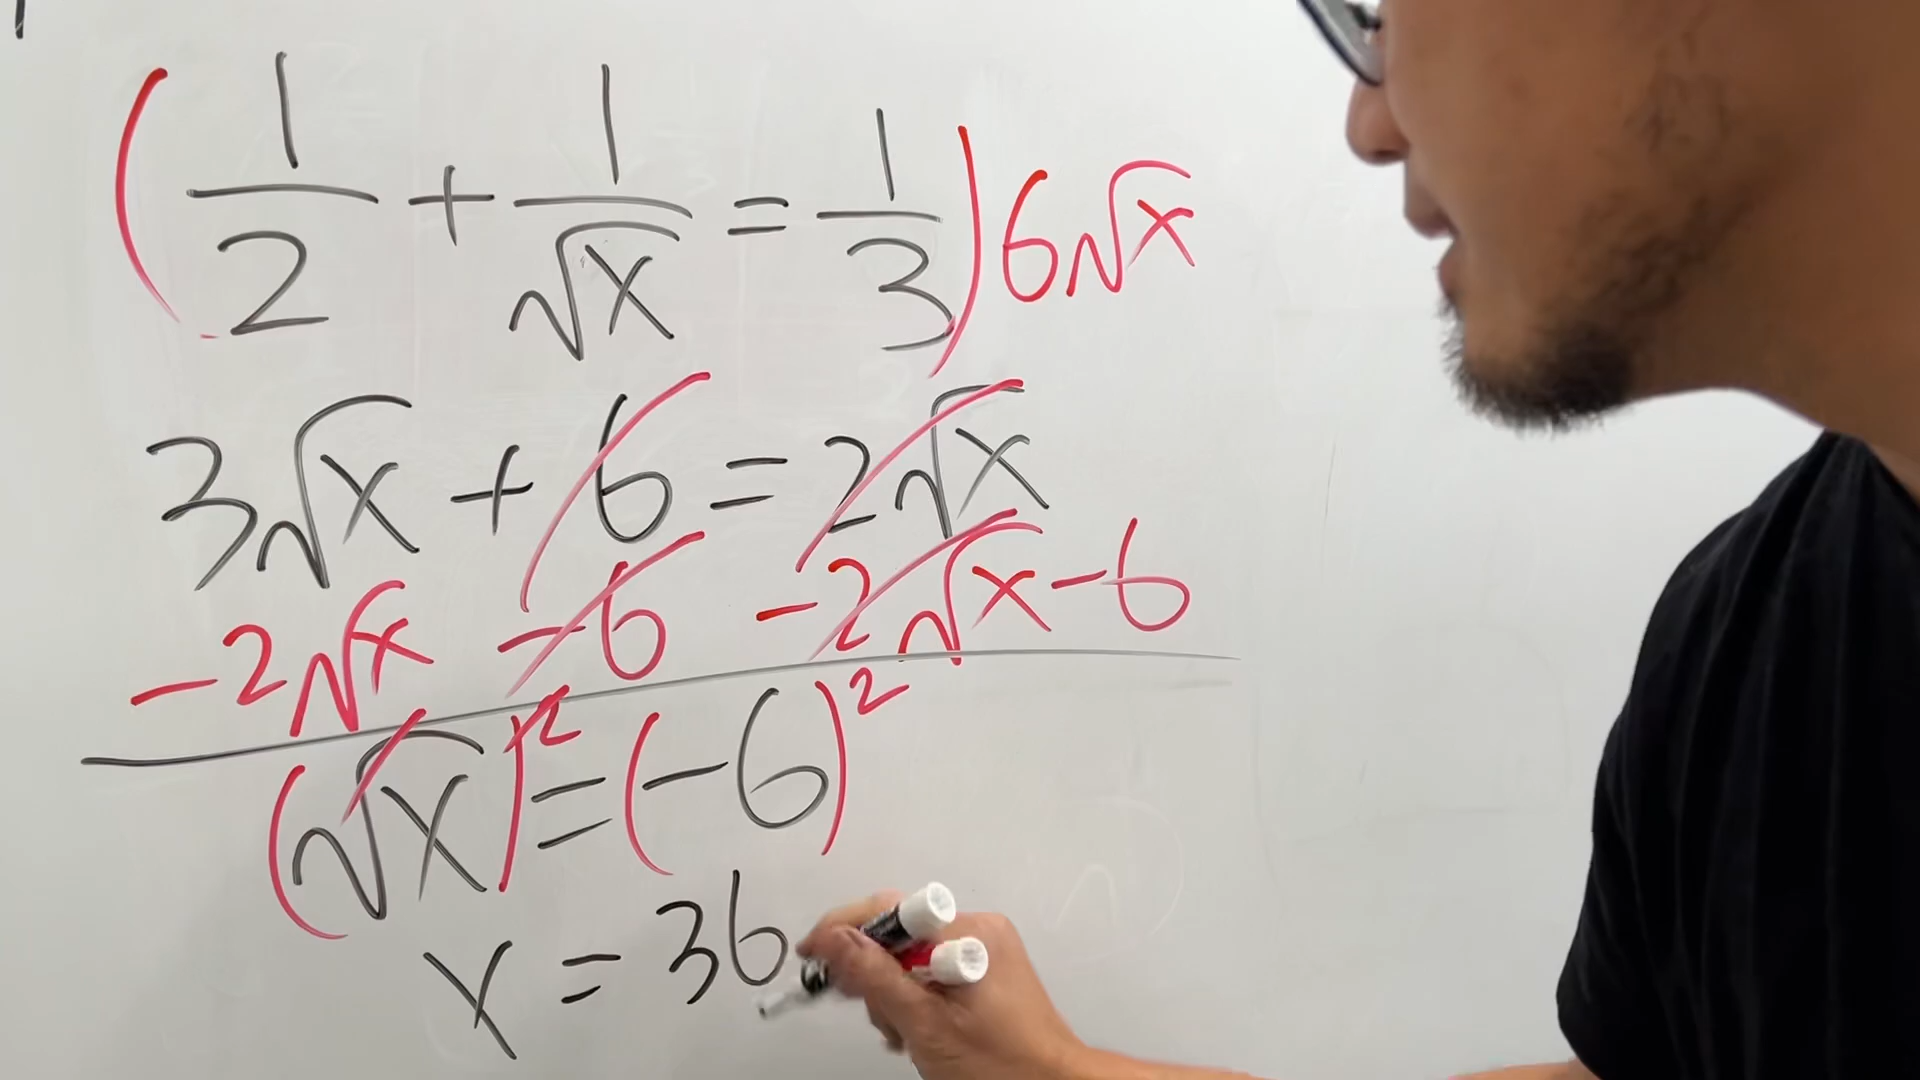 (1/2 + 1/√x = 1/3) 6√x
3√x + 6 = 2√x
-2√x -6 -2√x - 6
(√x)² = (-6)²
x = 36